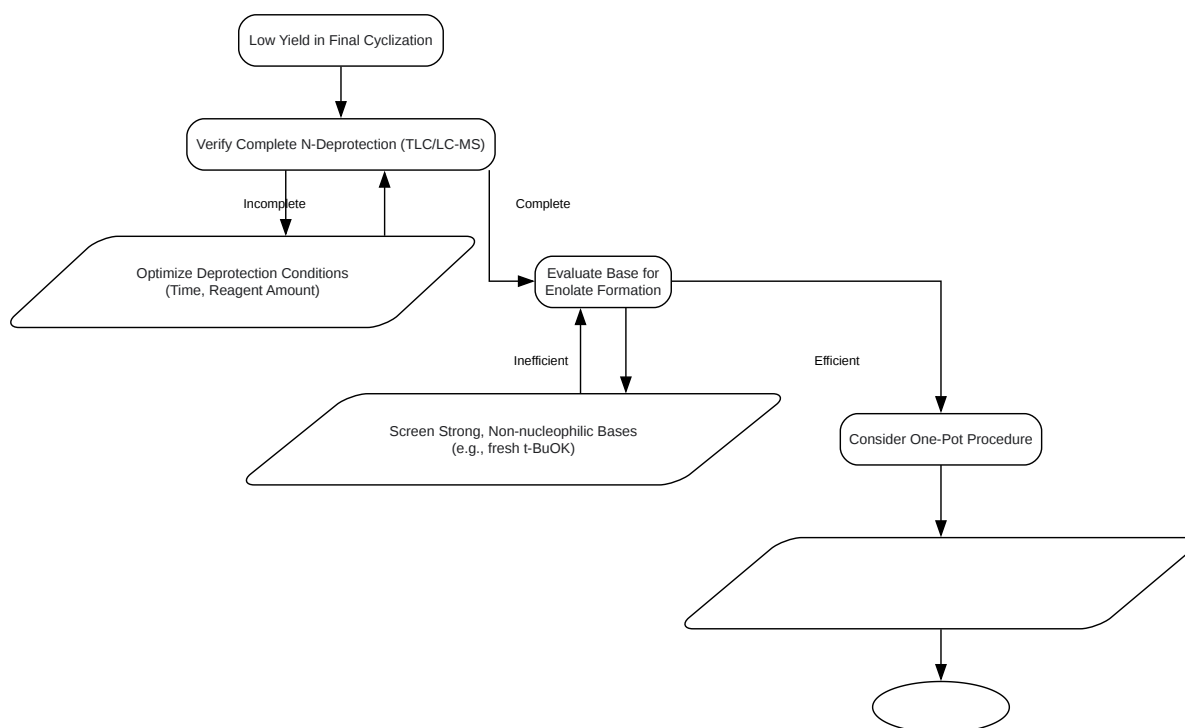 Low Yield in Final Cyclization
Verify Complete N-Deprotection (TLC/LC-MS)
Incomplete
Complete
Optimize Deprotection Conditions
(Time, Reagent Amount)
Evaluate Base for
Enolate Formation
Inefficient
Efficient
Screen Strong, Non-nucleophilic Bases
(e.g., fresh t-BuOK)
Consider One-Pot Procedure